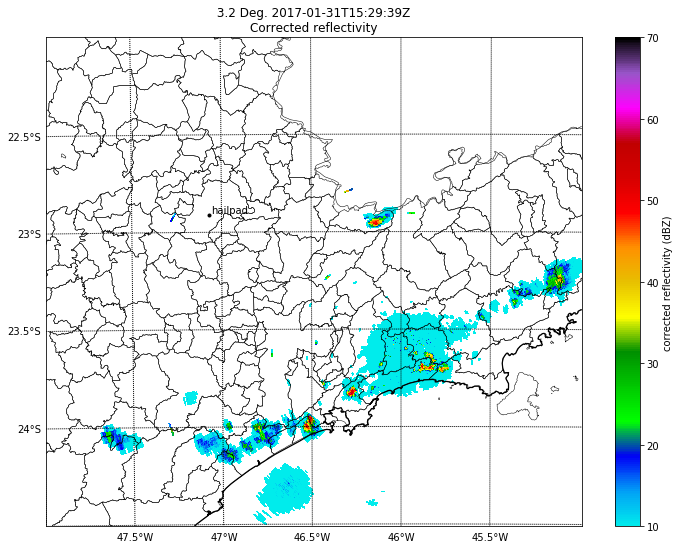 3.2 Deg. 2017-01-31T15:29:39Z
Corrected reflectivity
22.5°S
23°S
23.5°S
24°S
hailpad
47.5°W
47°W
46.5°W
46°W
45.5°W
70
60
50
40
30
20
10
corrected reflectivity (dBZ)